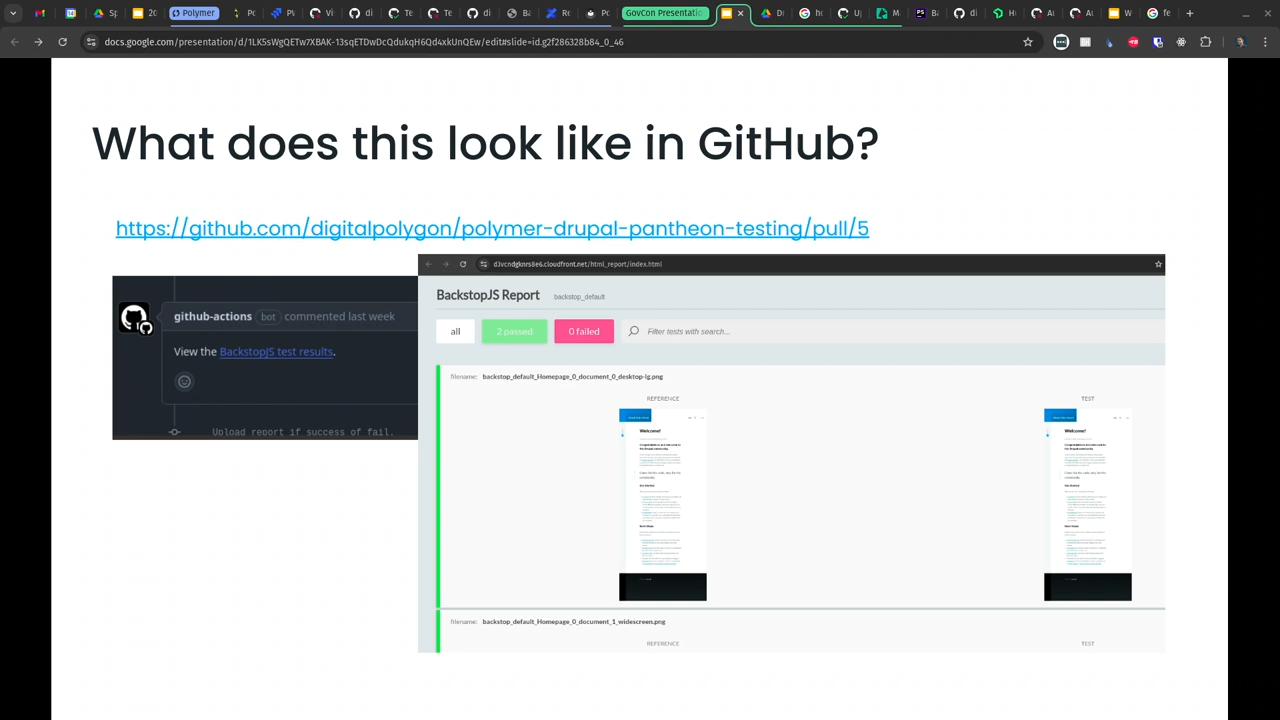 Polymer
GovCon Presentation
docs.google.com/presentation/d/1LJSsWgQETw7XBAK-13sqETDwDcQdukqH6Qd4xkUnQEw/edit#slide=id.g2f286328b84_0_46
What does this look like in GitHub?
https://github.com/digitalpolygon/polymer-drupal-pantheon-testing/pull/5
github-actions bot commented last week
View the BackstopJS test results.
Upload report if success of fail.
d3vcndgknrs8e6.cloudfront.net/html_report/index.html
BackstopJS Report backstop_default
all 2 passed 0 failed Filter tests with search...
filename: backstop_default_Homepage_0_document_0_desktop-lg.png
REFERENCE TEST
Welcome! Welcome!
filename: backstop_default_Homepage_0_document_1_widescreen.png
REFERENCE TEST